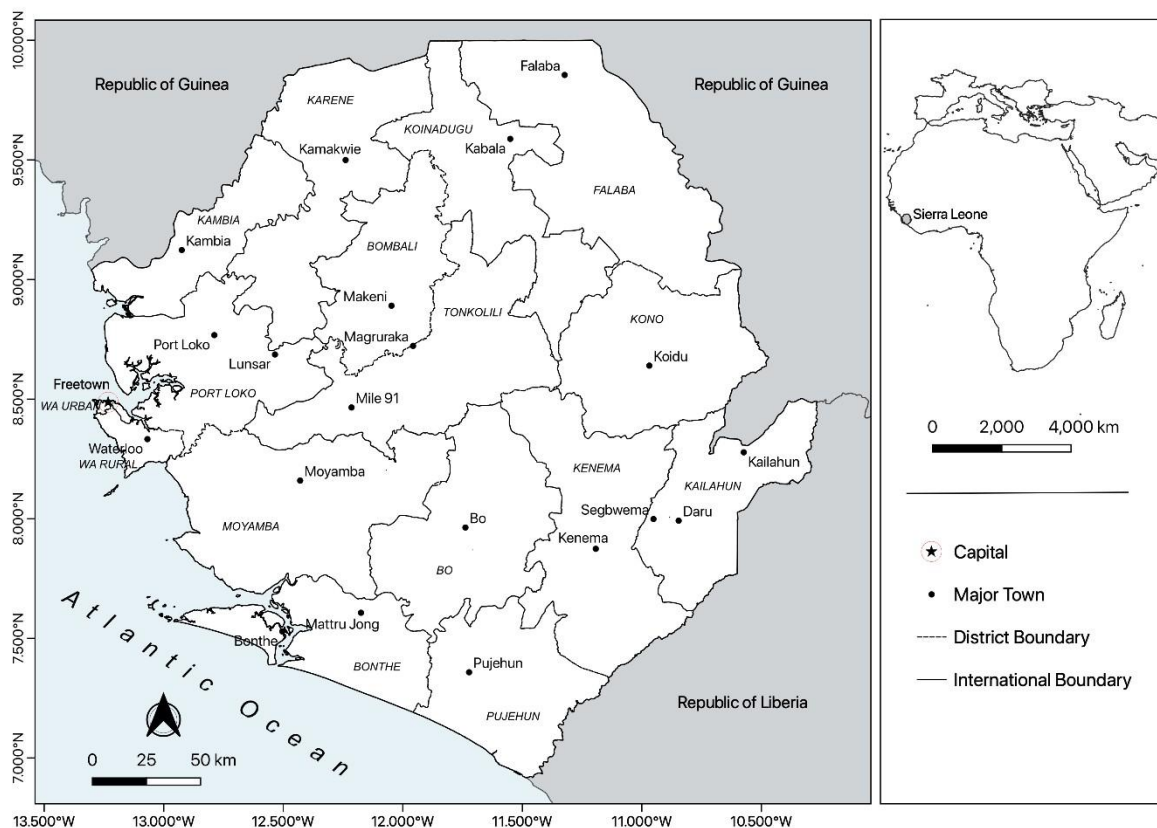 10.000°N
9.500°N
9.000°N
8.500°N
8.000°N
7.500°N
7.000°N
Republic of Guinea
Falaba
Republic of Guinea
KARENE
KOINADUGU
Kamakwie
Kabala
FALABA
KAMBIA
Kambia
BOMBALI
Makeni
TONKOLILI
KONO
Magruraka
Port Loko
Lunsar
Koidu
Freetown
PORT LOKO
Mile 91
WA URBAN
Waterloo
WA RURAL
Moyamba
KENEMA
Kailahun
KAILAHUN
MOYAMBA
Bo
Segbwema
Daru
Kenema
BO
Mattru Jong
Bonthe
BONTHE
Pujehun
PUJEHUN
Republic of Liberia
Atlantic Ocean
0 25 50 km
13.500°W 13.000°W 12.500°W 12.000°W 11.500°W 11.000°W 10.500°W
Sierra Leone
0 2,000 4,000 km
Capital
Major Town
District Boundary
International Boundary